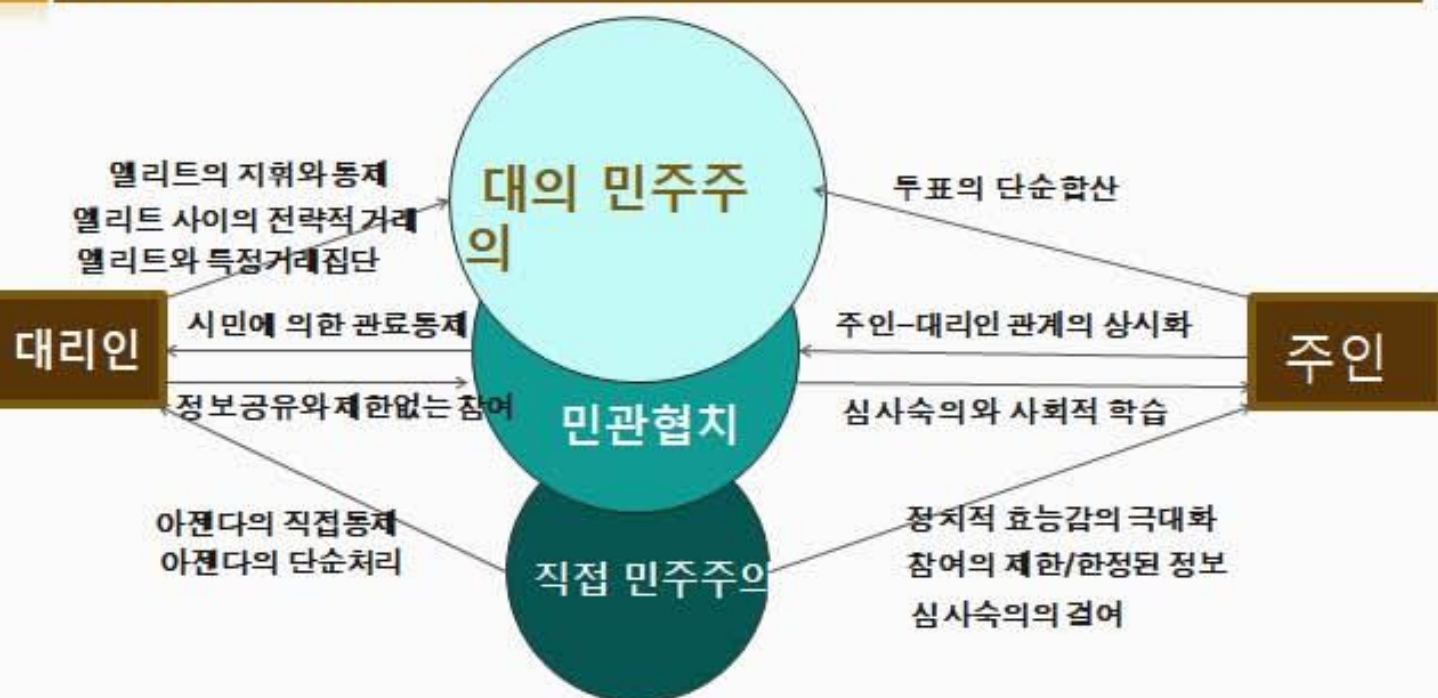 엘리트의 지휘와 통제
엘리트 사이의 전략적 거래
엘리트와 특정거래집단
대의 민주주
의
투표의 단순합산
대리인
시민에 의한 관료통제
정보공유와 제한없는 참여
민관협치
주인-대리인 관계의 상시화
심사숙의와 사회적 학습
주인
아젠다의 직접통제
아젠다의 단순처리
직접 민주주의
정치적 효능감의 극대화
참여의 제한/한정된 정보
심사숙의의 결여